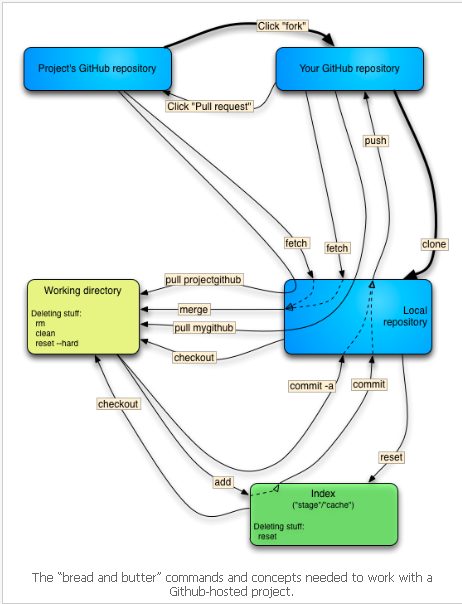 Click "fork"
Project's GitHub repository
Your GitHub repository
Click "Pull request"
push
fetch
fetch
clone
pull projectgithub
Working directory
Deleting stuff:
rm
clean
reset --hard
merge
pull mygithub
checkout
Local
repository
commit -a
commit
checkout
reset
add
Index
("stage"/"cache")
Deleting stuff:
reset
The “bread and butter” commands and concepts needed to work with a
Github-hosted project.